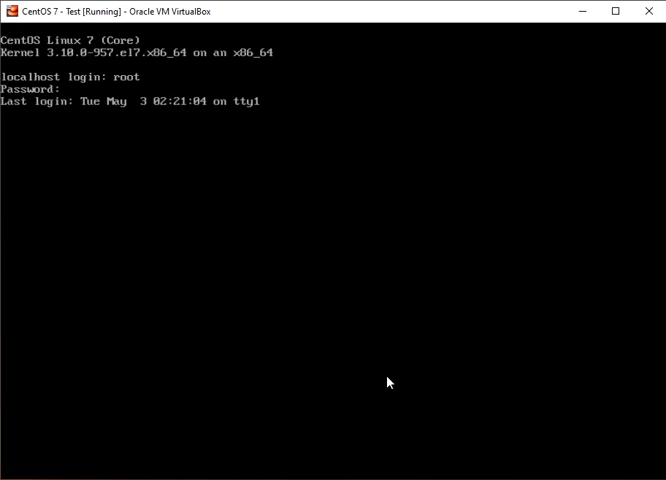 CentOS 7 - Test [Running] - Oracle VM VirtualBox
CentOS Linux 7 (Core)
Kernel 3.10.0-957.el7.x86_64 on an x86_64
localhost login: root
Password:
Last login: Tue May  3 02:21:04 on tty1